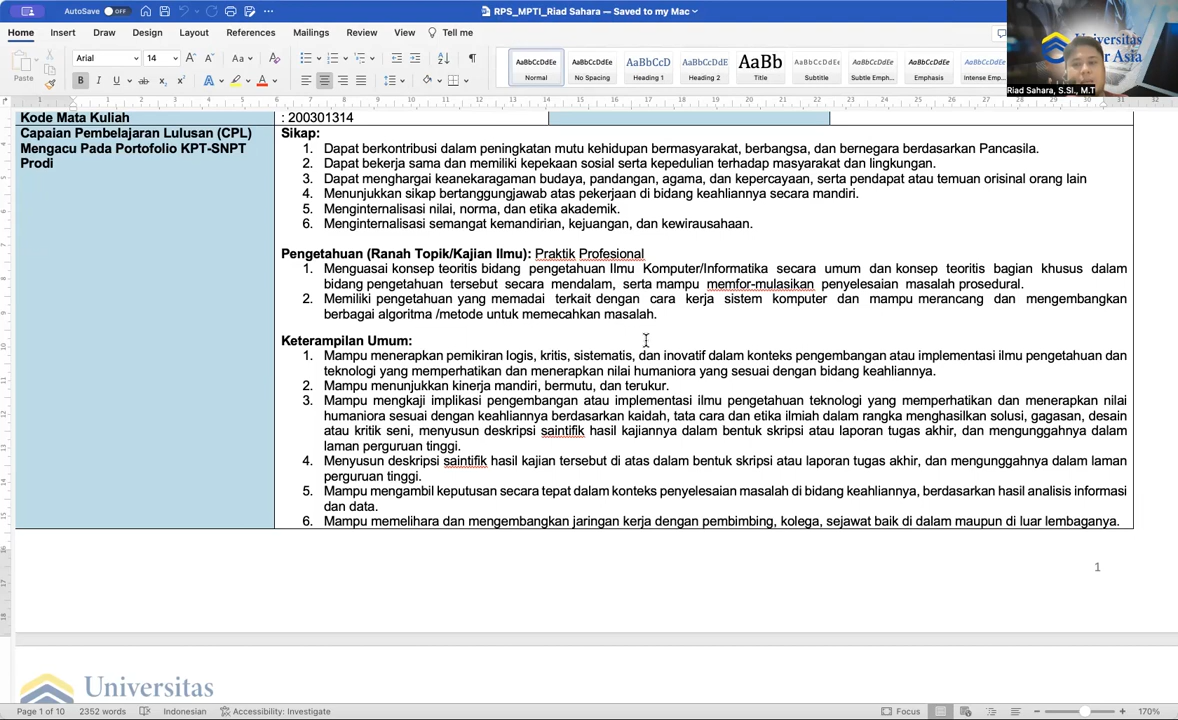 AutoSave OFF
RPS_MPTI_Riad Sahara — Saved to my Mac
Home Insert Draw Design Layout References Mailings Review View Tell me
Paste
Arial 14
AaBbCcDdEe AaBbCcDdEe AaBbCcD AaBbCcDdE AaBb AaBbCcDdE AaBbCcDdEe AaBbCcDdEe AaBbCcDdEe
Normal No Spacing Heading 1 Heading 2 Title Subtitle Subtle Emph... Emphasis Intense Emp...
Universitas
Asia
Riad Sahara, S.SI., M.T
Kode Mata Kuliah : 200301314
Capaian Pembelajaran Lulusan (CPL)
Mengacu Pada Portofolio KPT-SNPT
Prodi
Sikap:
1. Dapat berkontribusi dalam peningkatan mutu kehidupan bermasyarakat, berbangsa, dan bernegara berdasarkan Pancasila.
2. Dapat bekerja sama dan memiliki kepekaan sosial serta kepedulian terhadap masyarakat dan lingkungan.
3. Dapat menghargai keanekaragaman budaya, pandangan, agama, dan kepercayaan, serta pendapat atau temuan orisinal orang lain
4. Menunjukkan sikap bertanggungjawab atas pekerjaan di bidang keahliannya secara mandiri.
5. Menginternalisasi nilai, norma, dan etika akademik.
6. Menginternalisasi semangat kemandirian, kejuangan, dan kewirausahaan.
Pengetahuan (Ranah Topik/Kajian Ilmu): Praktik Profesional
1. Menguasai konsep teoritis bidang pengetahuan Ilmu Komputer/Informatika secara umum dan konsep teoritis bagian khusus dalam
bidang pengetahuan tersebut secara mendalam, serta mampu memfor-mulasikan penyelesaian masalah prosedural.
2. Memiliki pengetahuan yang memadai terkait dengan cara kerja sistem komputer dan mampu merancang dan mengembangkan
berbagai algoritma /metode untuk memecahkan masalah.
Keterampilan Umum:
1. Mampu menerapkan pemikiran logis, kritis, sistematis, dan inovatif dalam konteks pengembangan atau implementasi ilmu pengetahuan dan
teknologi yang memperhatikan dan menerapkan nilai humaniora yang sesuai dengan bidang keahliannya.
2. Mampu menunjukkan kinerja mandiri, bermutu, dan terukur.
3. Mampu mengkaji implikasi pengembangan atau implementasi ilmu pengetahuan teknologi yang memperhatikan dan menerapkan nilai
humaniora sesuai dengan keahliannya berdasarkan kaidah, tata cara dan etika ilmiah dalam rangka menghasilkan solusi, gagasan, desain
atau kritik seni, menyusun deskripsi saintifik hasil kajiannya dalam bentuk skripsi atau laporan tugas akhir, dan mengunggahnya dalam
laman perguruan tinggi.
4. Menyusun deskripsi saintifik hasil kajian tersebut di atas dalam bentuk skripsi atau laporan tugas akhir, dan mengunggahnya dalam laman
perguruan tinggi.
5. Mampu mengambil keputusan secara tepat dalam konteks penyelesaian masalah di bidang keahliannya, berdasarkan hasil analisis informasi
dan data.
6. Mampu memelihara dan mengembangkan jaringan kerja dengan pembimbing, kolega, sejawat baik di dalam maupun di luar lembaganya.
1
Universitas
Page 1 of 10 2352 words Indonesian Accessibility: Investigate Focus 170%